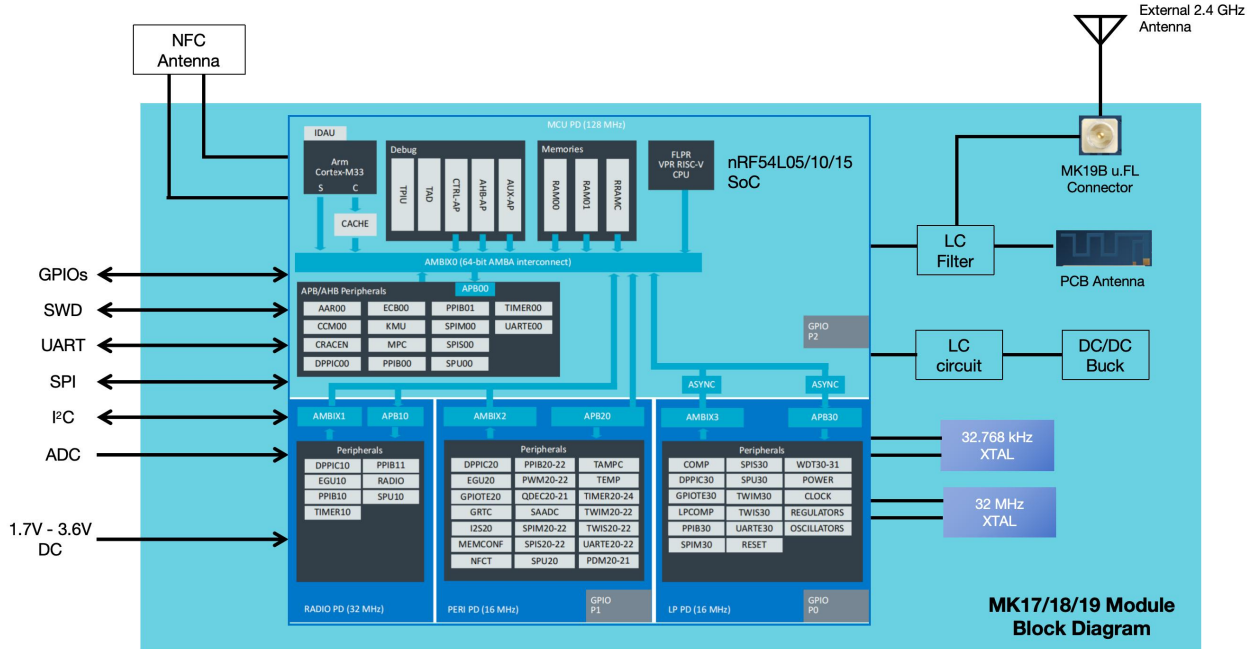 External 2.4 GHz
Antenna
NFC
Antenna
MCU PD (128 MHz)
IDAU
Arm
Cortex-M33
S C
CACHE
Debug
TPIU
TAD
CTRL-AP
AHB-AP
AUX-AP
Memories
RAM00
RAM01
RRAMC
FLPR
VPR RISC-V
CPU
nRF54L05/10/15
SoC
MK19B u.FL
Connector
LC
Filter
PCB Antenna
AMBIX0 (64-bit AMBA interconnect)
GPIOs
SWD
UART
SPI
I²C
ADC
1.7V - 3.6V
DC
APB/AHB Peripherals
APB00
AAR00 ECB00 PPIB01 TIMER00
CCM00 KMU SPIM00 UARTE00
CRACEN MPC SPIS00
DPPIC00 PPIB00 SPU00
GPIO
P2
LC
circuit
DC/DC
Buck
ASYNC
ASYNC
AMBIX1
APB10
AMBIX2
APB20
AMBIX3
APB30
Peripherals
DPPIC10 PPIB11
EGU10 RADIO
PPIB10 SPU10
TIMER10
RADIO PD (32 MHz)
Peripherals
DPPIC20 PPIB20-22 TAMPC
EGU20 PWM20-22 TEMP
GPIOTE20 QDEC20-21 TIMER20-24
GRTC SAADC TWIM20-22
I2S20 SPIM20-22 TWIS20-22
MEMCONF SPIS20-22 UARTE20-22
NFCT SPU20 PDM20-21
PERI PD (16 MHz)
GPIO
P1
Peripherals
COMP SPIS30 WDT30-31
DPPIC30 SPU30 POWER
GPIOTE30 TWIM30 CLOCK
LPCOMP TWIS30 REGULATORS
PPIB30 UARTE30 OSCILLATORS
SPIM30 RESET
LP PD (16 MHz)
GPIO
P0
32.768 kHz
XTAL
32 MHz
XTAL
MK17/18/19 Module
Block Diagram